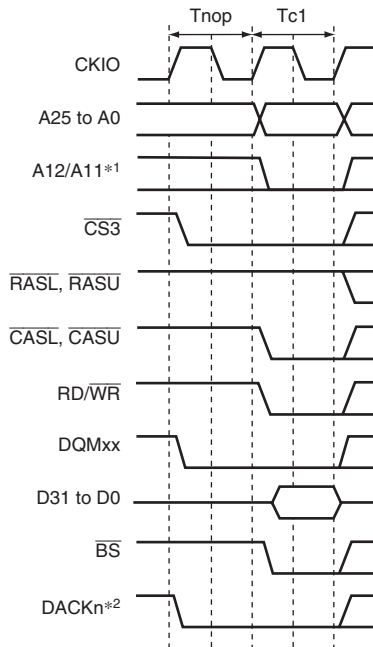 Tnop Tc1
CKIO
A25 to A0
A12/A11*1
CS3
RASL, RASU
CASL, CASU
RD/WR
DQMxx
D31 to D0
BS
DACKn*2